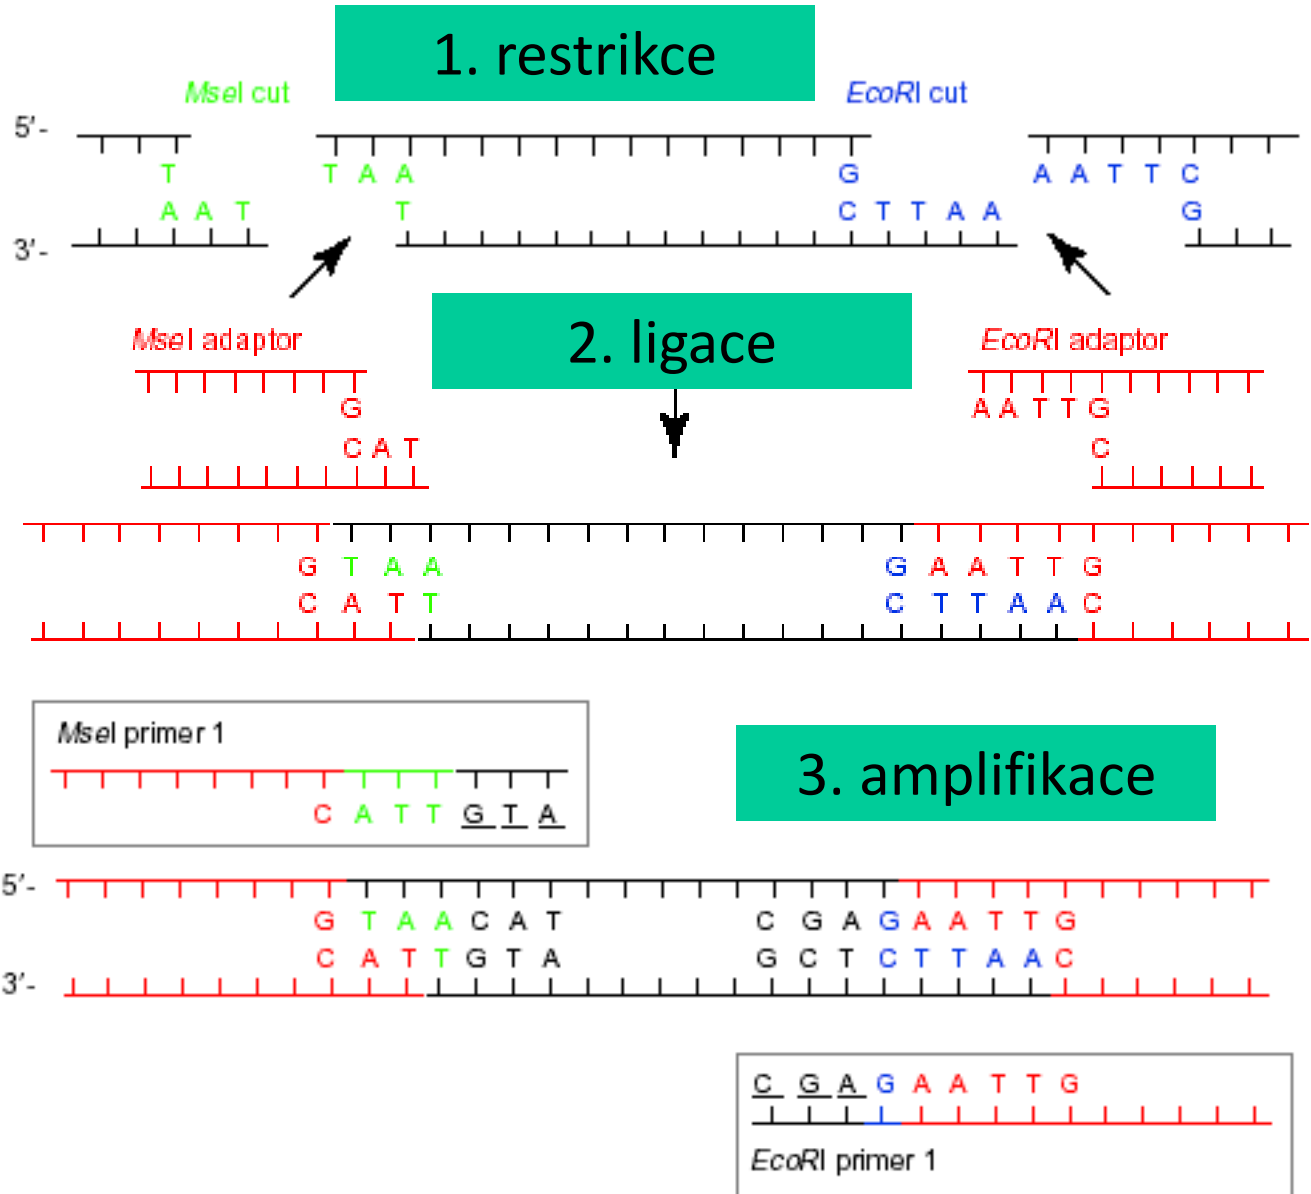 1. restrikce
MseI cut
EcoRI cut
5'-
T T A A G A A T T C
A A T T C T T A A G
3'-
MseI adaptor
2. ligace
EcoRI adaptor
G A A T T G
C A T C
G T A A G A A T T G
C A T T C T T A A C
MseI primer 1
3. amplifikace
C A T T G T A
5'-
G T A A C A T C G A G A A T T G
C A T T G T A G C T C T T A A C
3'-
C G A G A A T T G
EcoRI primer 1